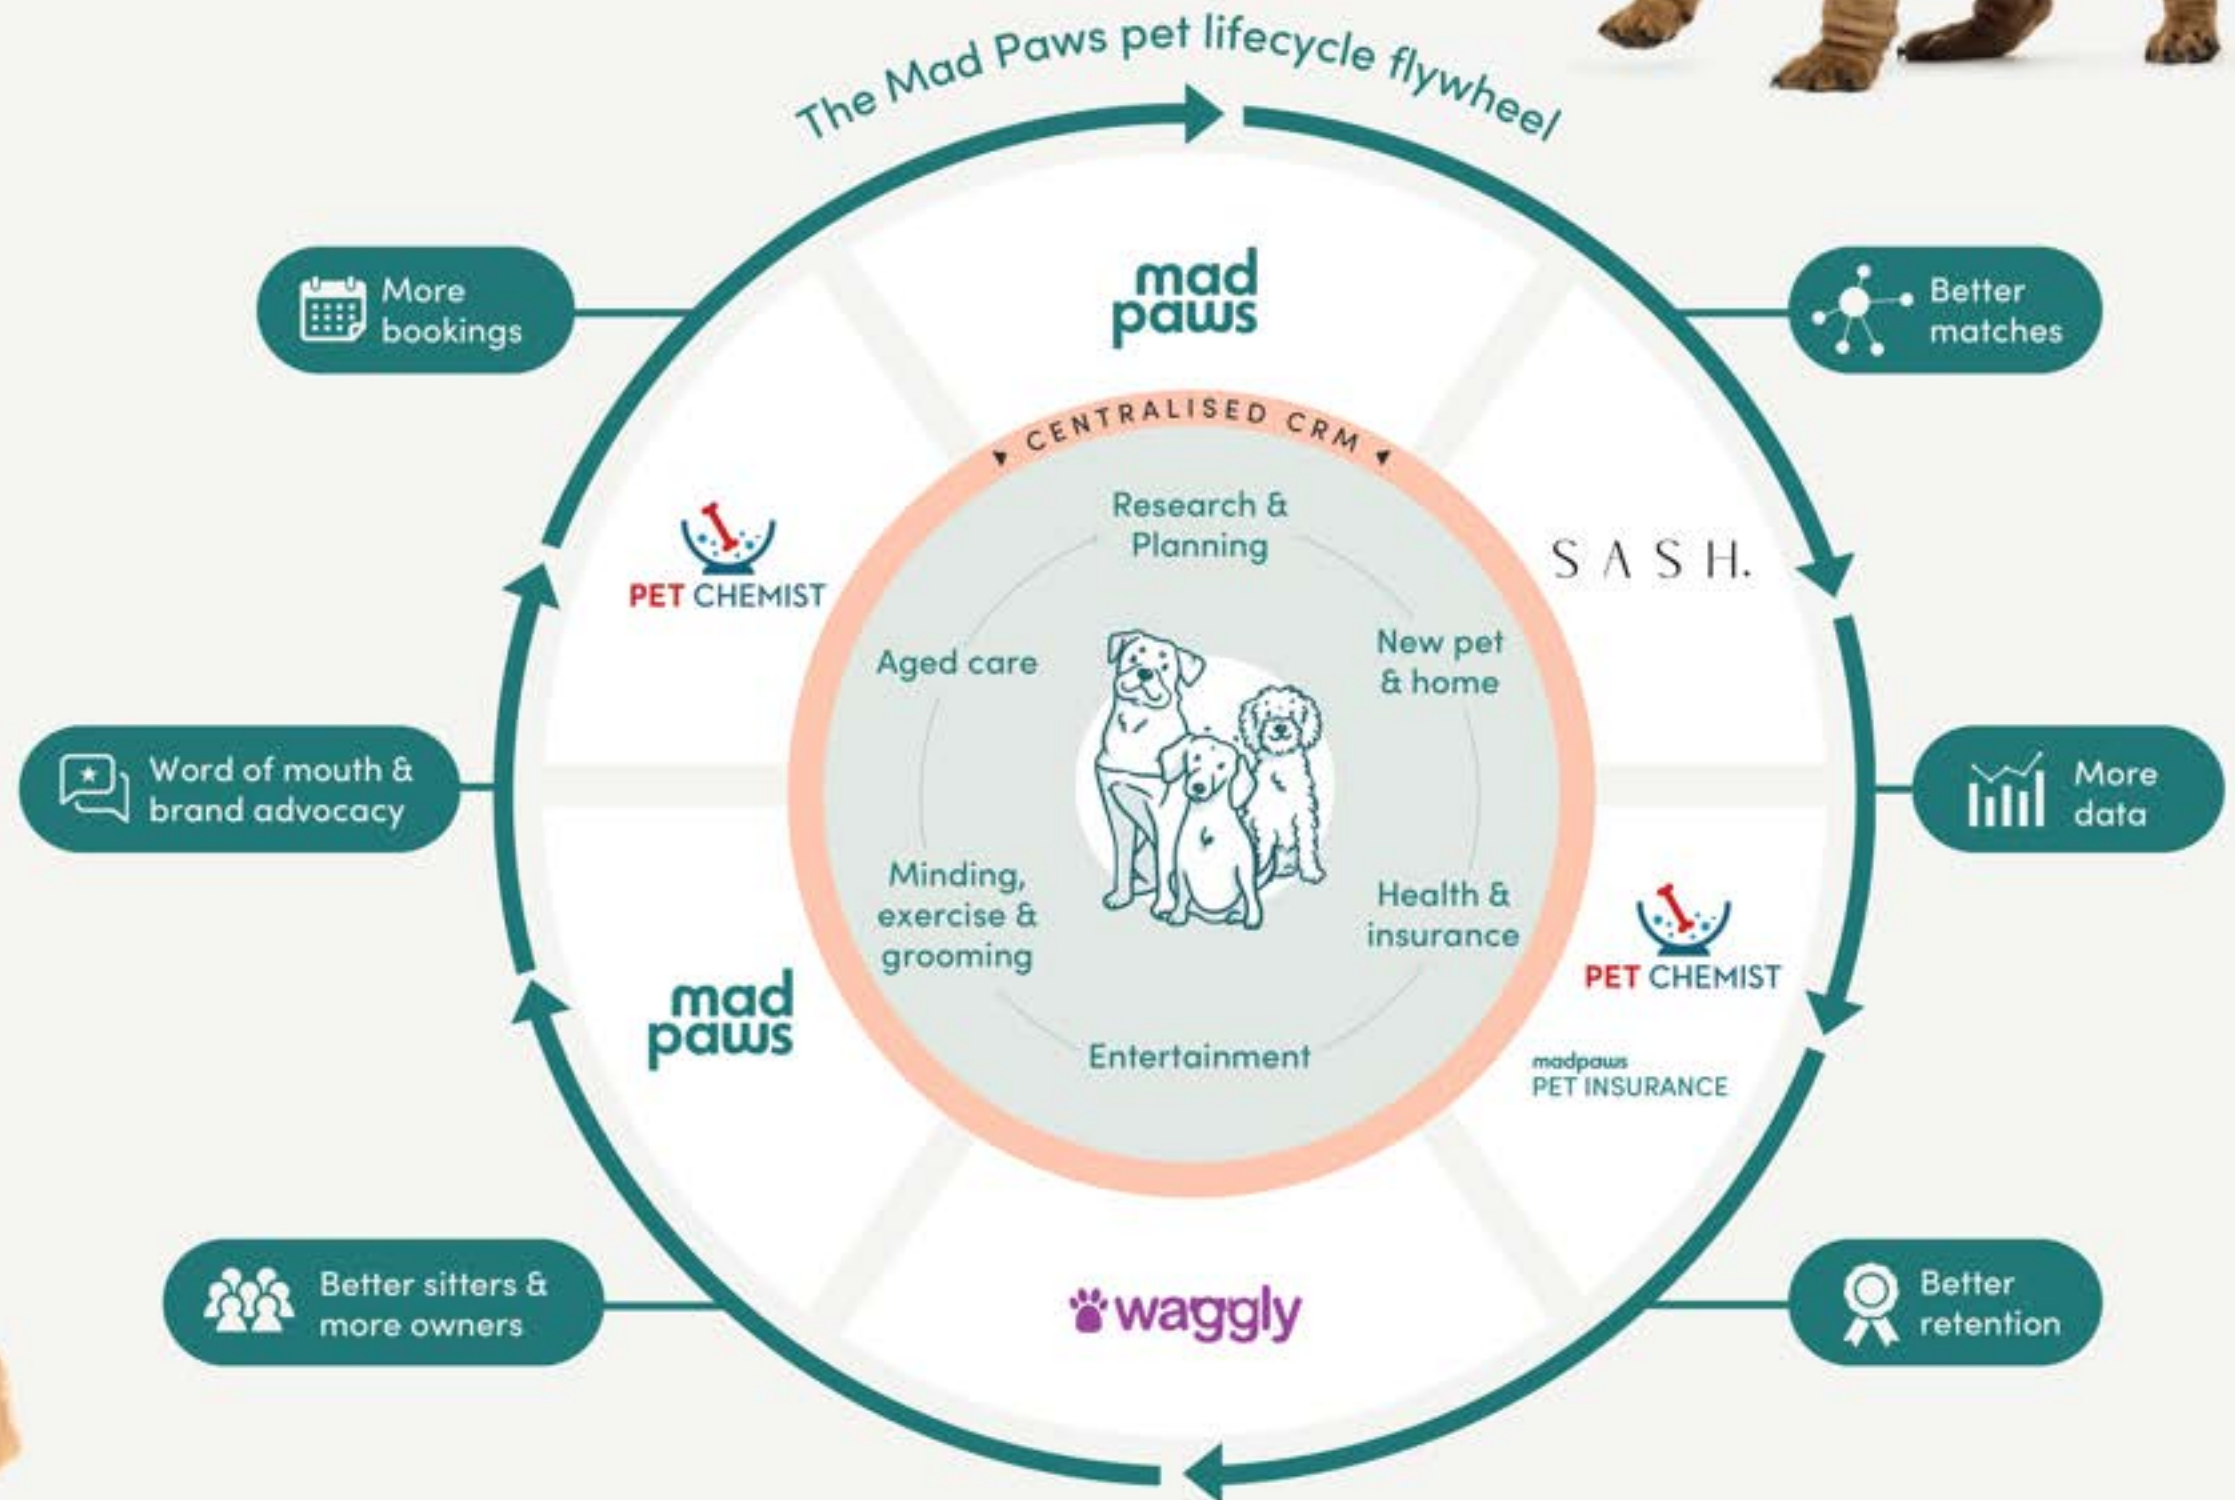 The Mad Paws pet lifecycle flywheel
More
bookings
mad
paws
Better
matches
CENTRALISED CRM
Research &
Planning
PET CHEMIST
SASH.
Aged care
New pet
& home
Word of mouth &
brand advocacy
More
data
Minding,
exercise &
grooming
Health &
insurance
PET CHEMIST
mad
paws
Entertainment
madpaws
PET INSURANCE
Better sitters &
more owners
waggly
Better
retention